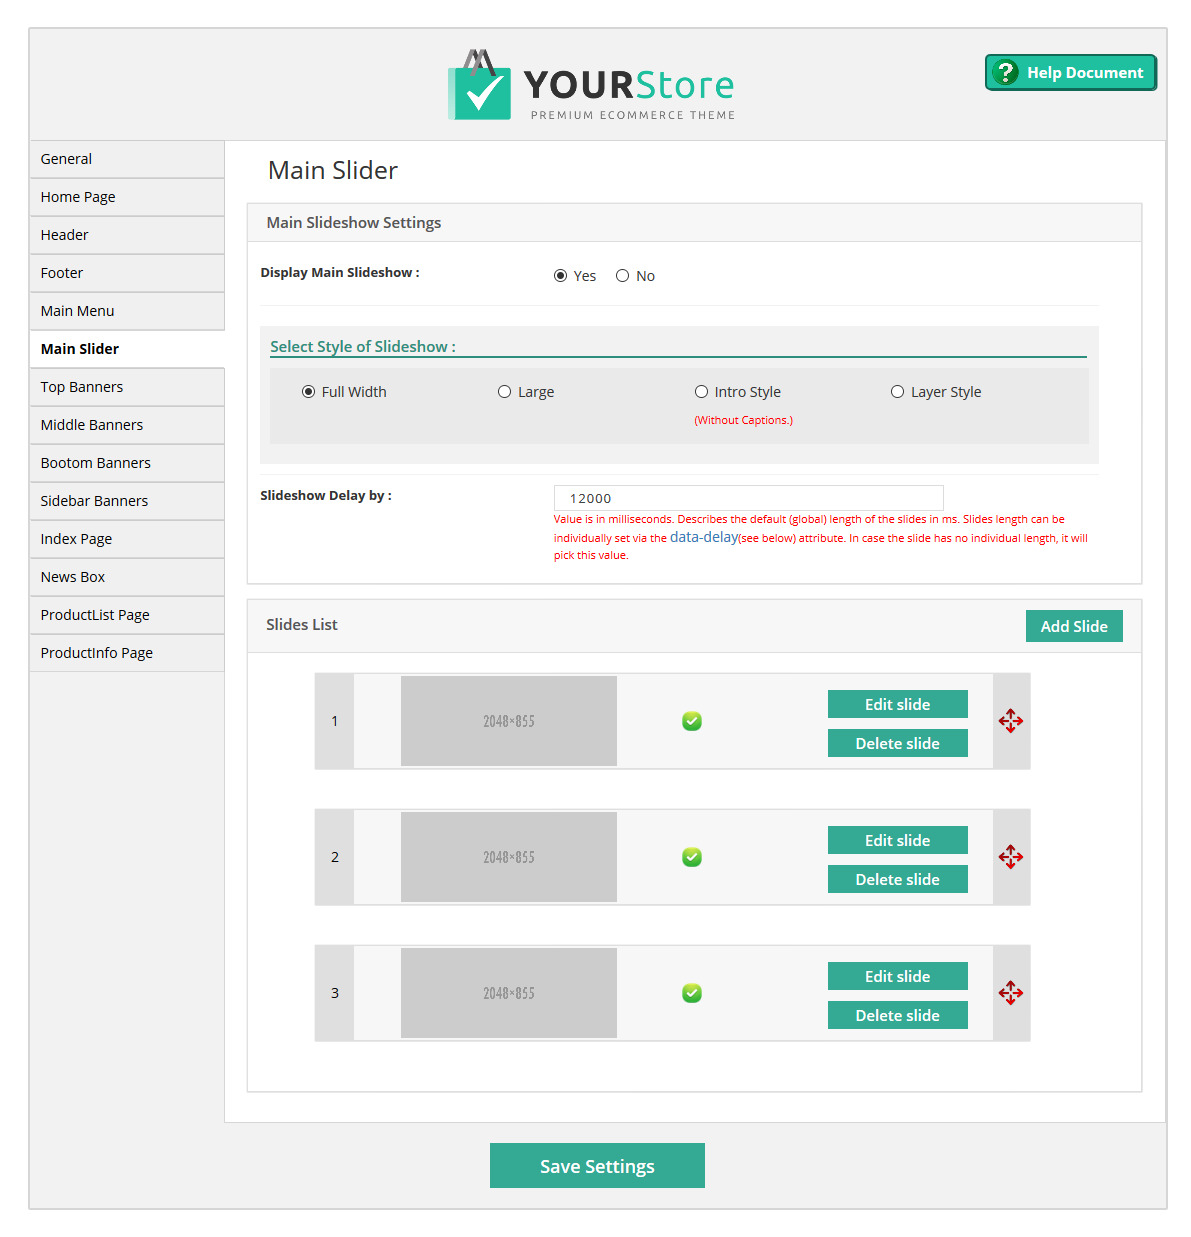 YOURStore
PREMIUM ECOMMERCE THEME
? Help Document
General
Home Page
Header
Footer
Main Menu
Main Slider
Top Banners
Middle Banners
Bootom Banners
Sidebar Banners
Index Page
News Box
ProductList Page
ProductInfo Page
Main Slider
Main Slideshow Settings
Display Main Slideshow :
Yes No
Select Style of Slideshow :
Full Width Large Intro Style Layer Style
(Without Captions.)
Slideshow Delay by :
12000
Value is in milliseconds. Describes the default (global) length of the slides in ms. Slides length can be
individually set via the data-delay(see below) attribute. In case the slide has no individual length, it will
pick this value.
Slides List
Add Slide
1
2048×855
Edit slide
Delete slide
2
2048×855
Edit slide
Delete slide
3
2048×855
Edit slide
Delete slide
Save Settings